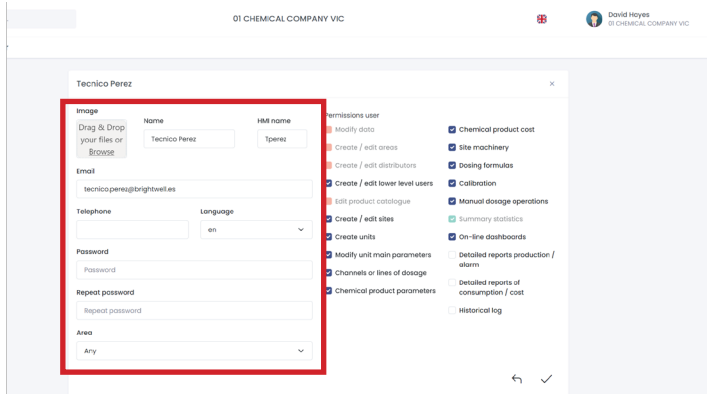 01 CHEMICAL COMPANY VIC
David Hayes
01 CHEMICAL COMPANY VIC
Tecnico Perez
Image
Drag & Drop
your files or
Browse
Name
Tecnico Perez
HMI name
Tperez
Email
tecnico.perez@brightwell.es
Telephone
Language
en
Password
Password
Repeat password
Repeat password
Area
Any
Permissions user
Modify data
Create / edit areas
Create / edit distributors
Create / edit lower level users
Edit product catalogue
Create / edit sites
Create units
Modify unit main parameters
Channels or lines of dosage
Chemical product parameters
Chemical product cost
Site machinery
Dosing formulas
Calibration
Manual dosage operations
Summary statistics
On-line dashboords
Detailed reports production /
alarm
Detailed reports of
consumption / cost
Historical log